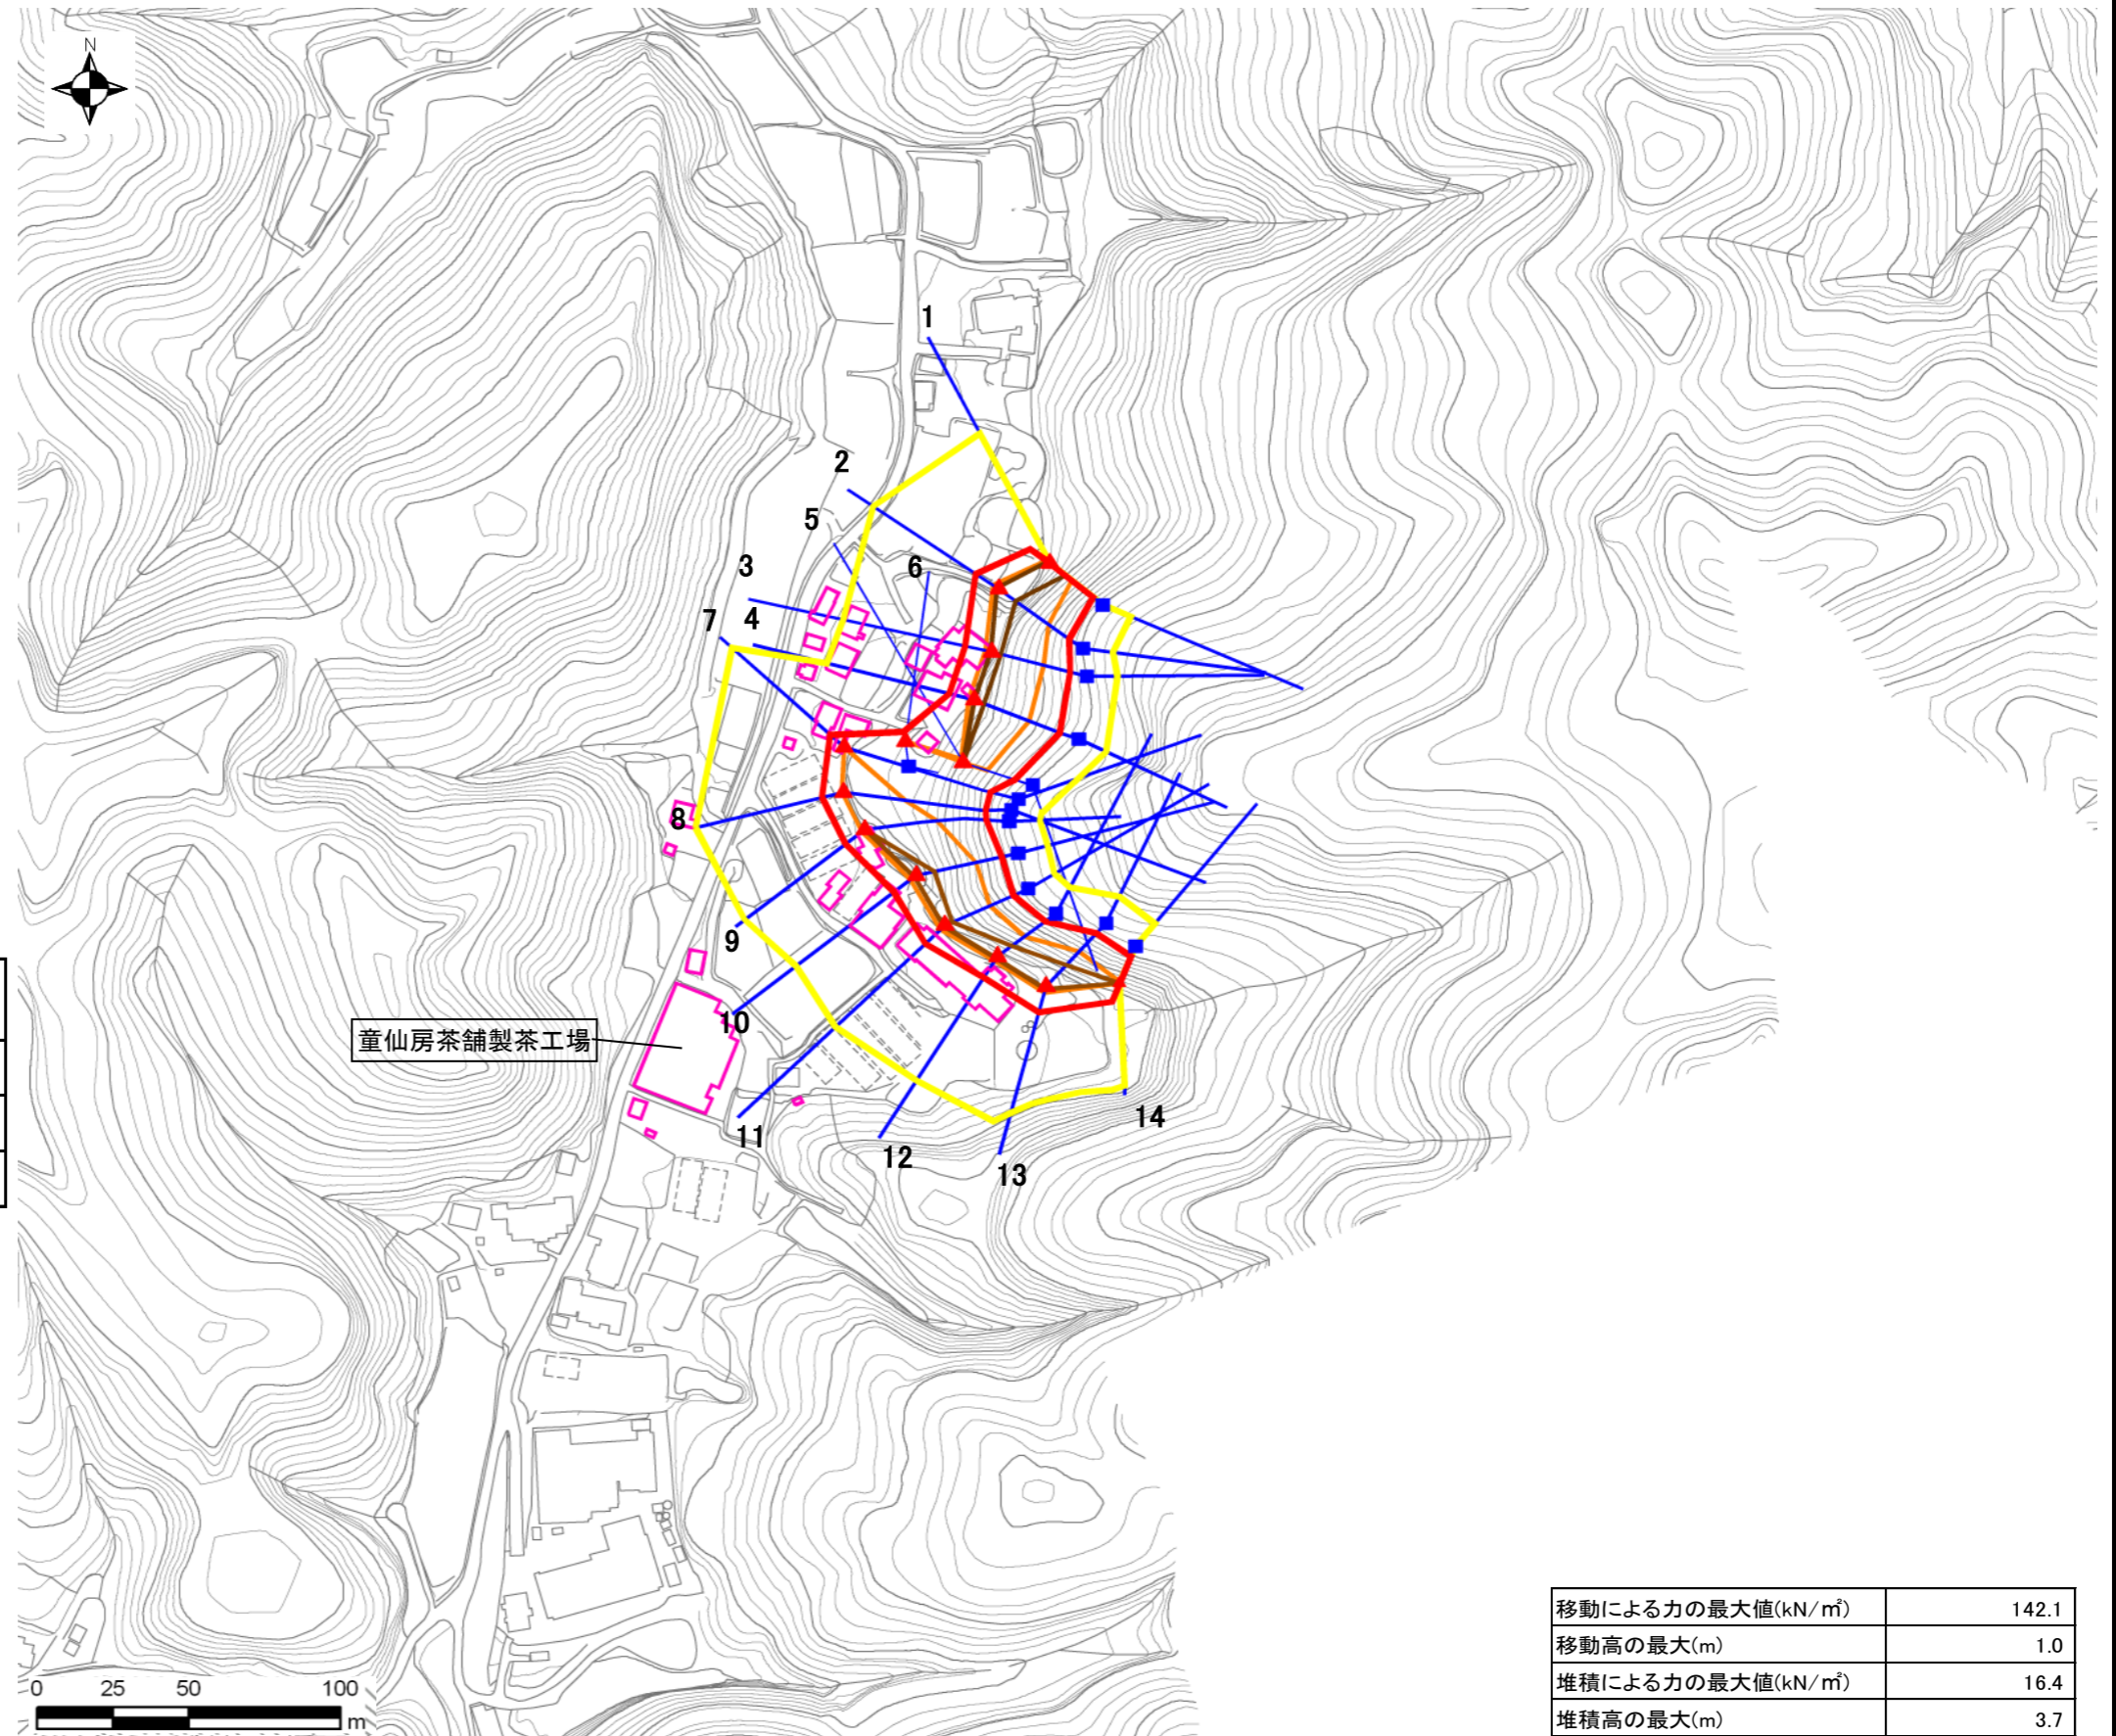 N
1
2
5
6
3
4
7
8
9
10
童仙房茶舗製茶工場
11
12
13
14
移動による力の最大値(kN/㎡) 142.1
移動高の最大(m) 1.0
堆積による力の最大値(kN/㎡) 16.4
堆積高の最大(m) 3.7
0 25 50 100
m